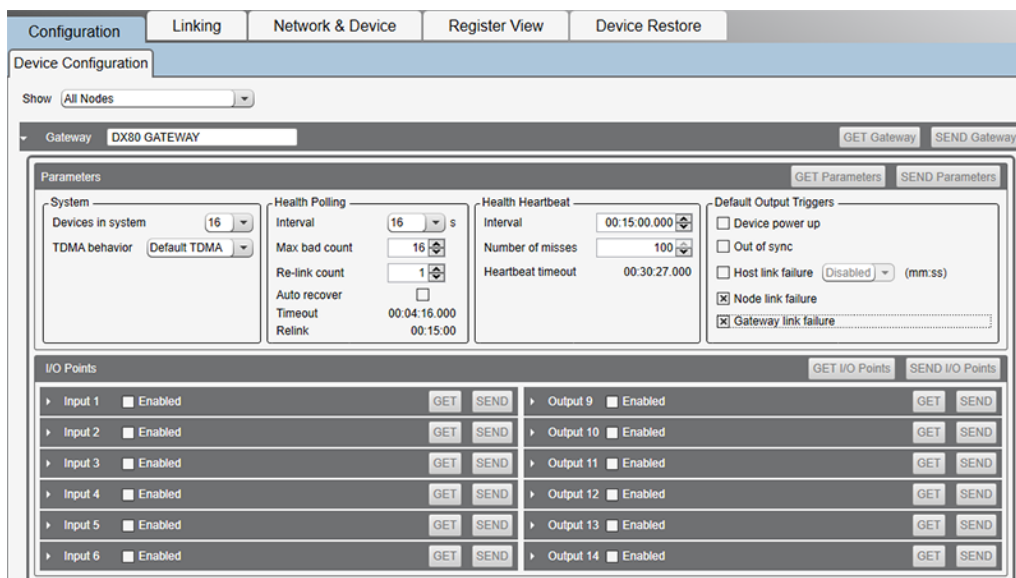 Configuration
Linking
Network & Device
Register View
Device Restore
Device Configuration
Show All Nodes
Gateway DX80 GATEWAY GET Gateway SEND Gateway
Parameters GET Parameters SEND Parameters
System
Devices in system 16
TDMA behavior Default TDMA
Health Polling
Interval 16 s
Max bad count 16
Re-link count 1
Auto recover
Timeout 00:04:16.000
Relink 00:15:00
Health Heartbeat
Interval 00:15:00.000
Number of misses 100
Heartbeat timeout 00:30:27.000
Default Output Triggers
Device power up
Out of sync
Host link failure Disabled (mm:ss)
Node link failure
Gateway link failure
I/O Points GET I/O Points SEND I/O Points
Input 1 Enabled GET SEND
Output 9 Enabled GET SEND
Input 2 Enabled GET SEND
Output 10 Enabled GET SEND
Input 3 Enabled GET SEND
Output 11 Enabled GET SEND
Input 4 Enabled GET SEND
Output 12 Enabled GET SEND
Input 5 Enabled GET SEND
Output 13 Enabled GET SEND
Input 6 Enabled GET SEND
Output 14 Enabled GET SEND